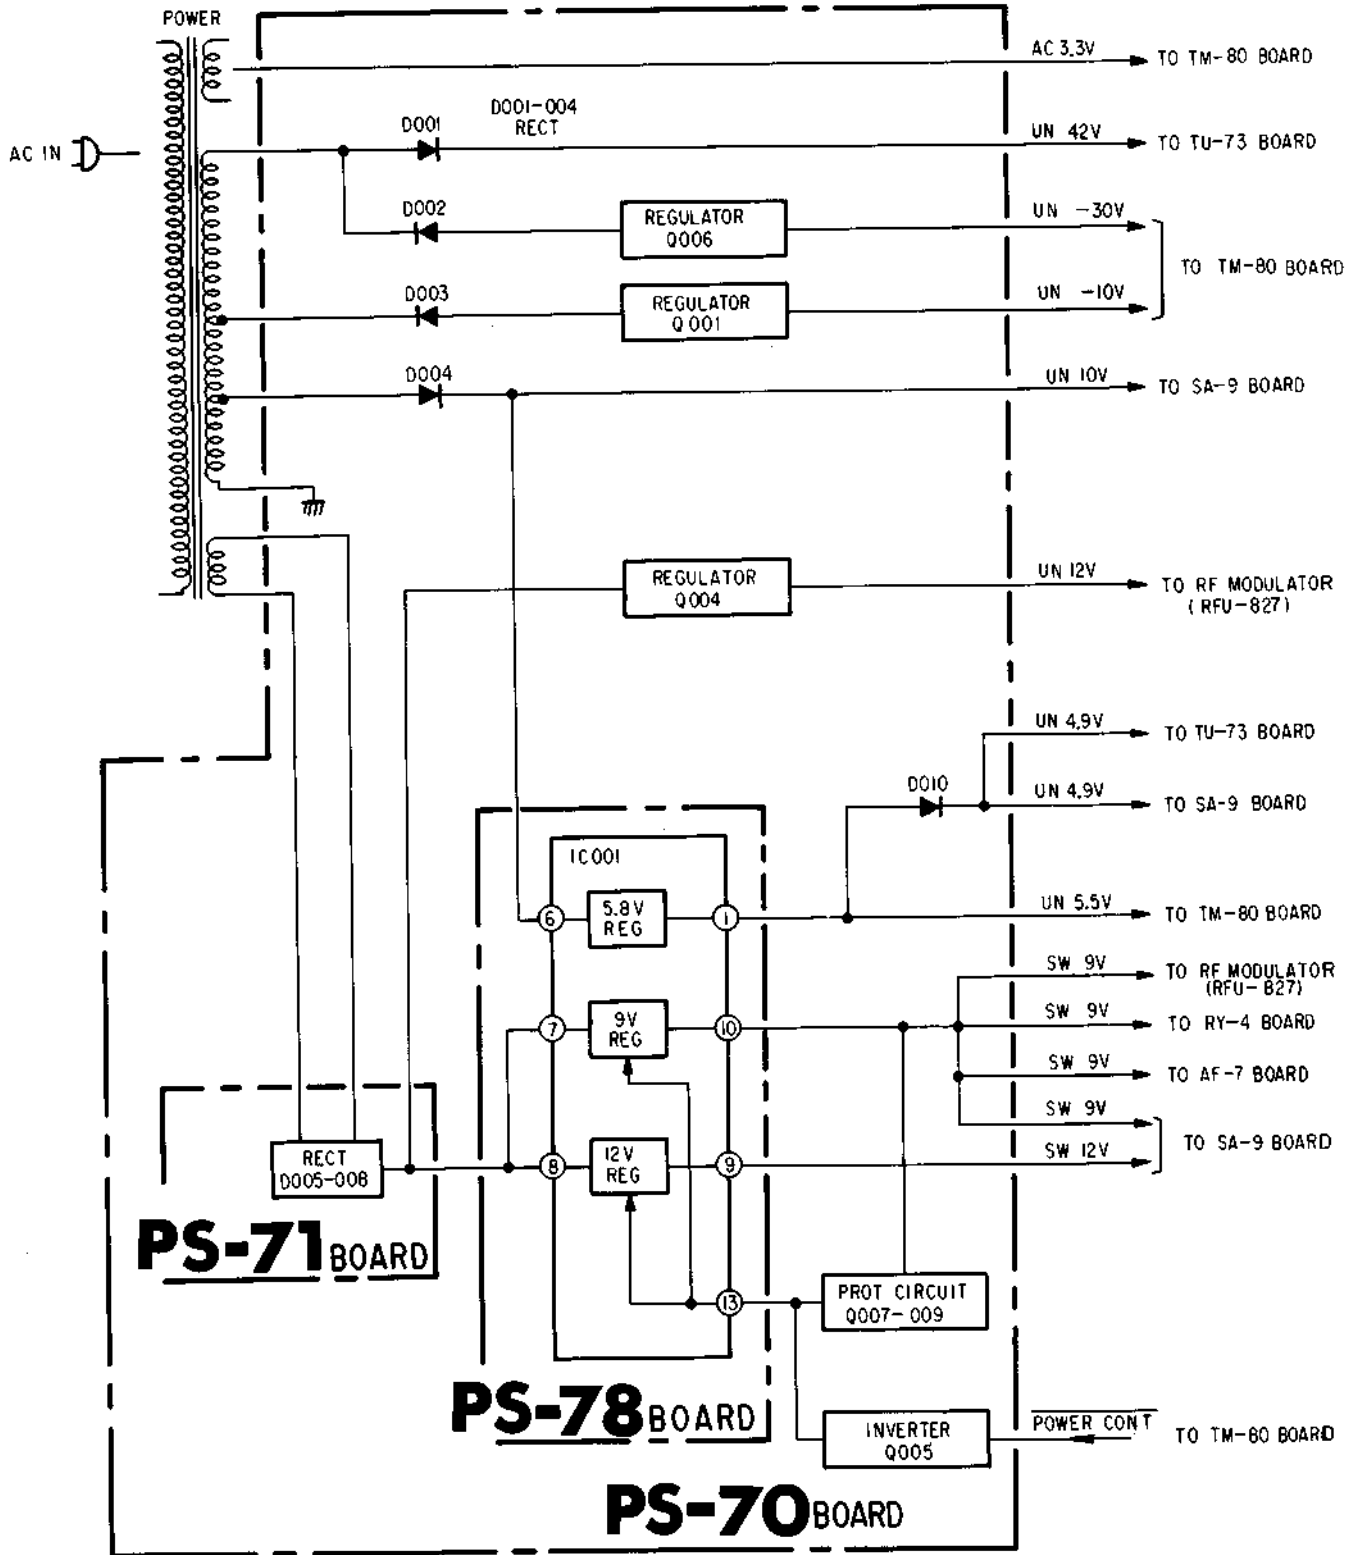 POWER
AC 3.3V
TO TM-80 BOARD
D001-004
RECT
D001
AC IN
UN 42V
TO TU-73 BOARD
D002
REGULATOR
Q006
UN -30V
TO TM-80 BOARD
D003
REGULATOR
Q001
UN -10V
D004
UN 10V
TO SA-9 BOARD
REGULATOR
Q004
UN 12V
TO RF MODULATOR
(RFU-827)
UN 4.9V
TO TU-73 BOARD
D010
UN 4.9V
TO SA-9 BOARD
IC001
6
5.8V
REG
1
UN 5.5V
TO TM-80 BOARD
SW 9V
TO RF MODULATOR
(RFU-827)
7
9V
REG
10
SW 9V
TO RY-4 BOARD
SW 9V
TO AF-7 BOARD
SW 9V
TO SA-9 BOARD
RECT
D005-008
8
12V
REG
9
SW 12V
PS-71 BOARD
13
PROT CIRCUIT
Q007-009
PS-78 BOARD
INVERTER
Q005
POWER CONT
TO TM-80 BOARD
PS-70 BOARD